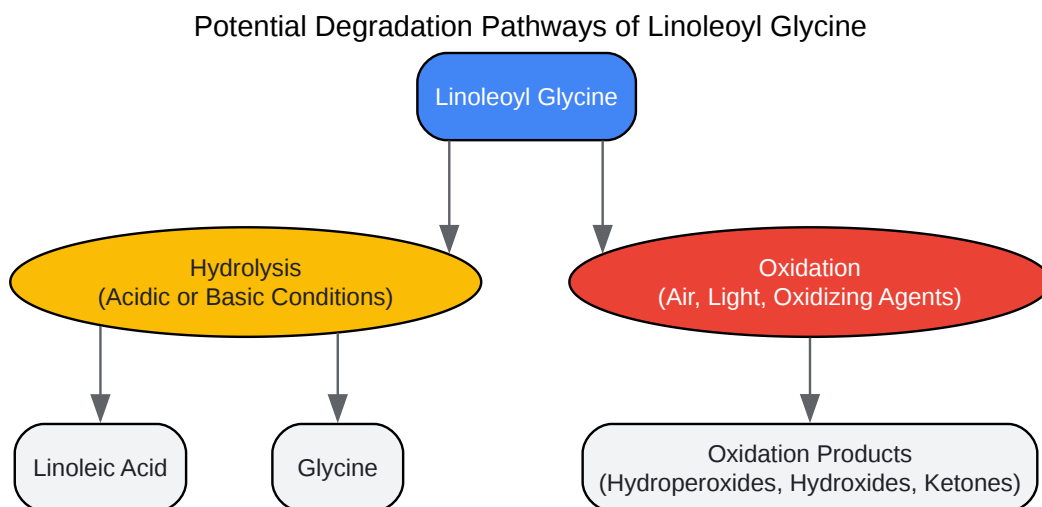 Potential Degradation Pathways of Linoleoyl Glycine
Linoleoyl Glycine
Hydrolysis
(Acidic or Basic Conditions)
Oxidation
(Air, Light, Oxidizing Agents)
Linoleic Acid
Glycine
Oxidation Products
(Hydroperoxides, Hydroxides, Ketones)